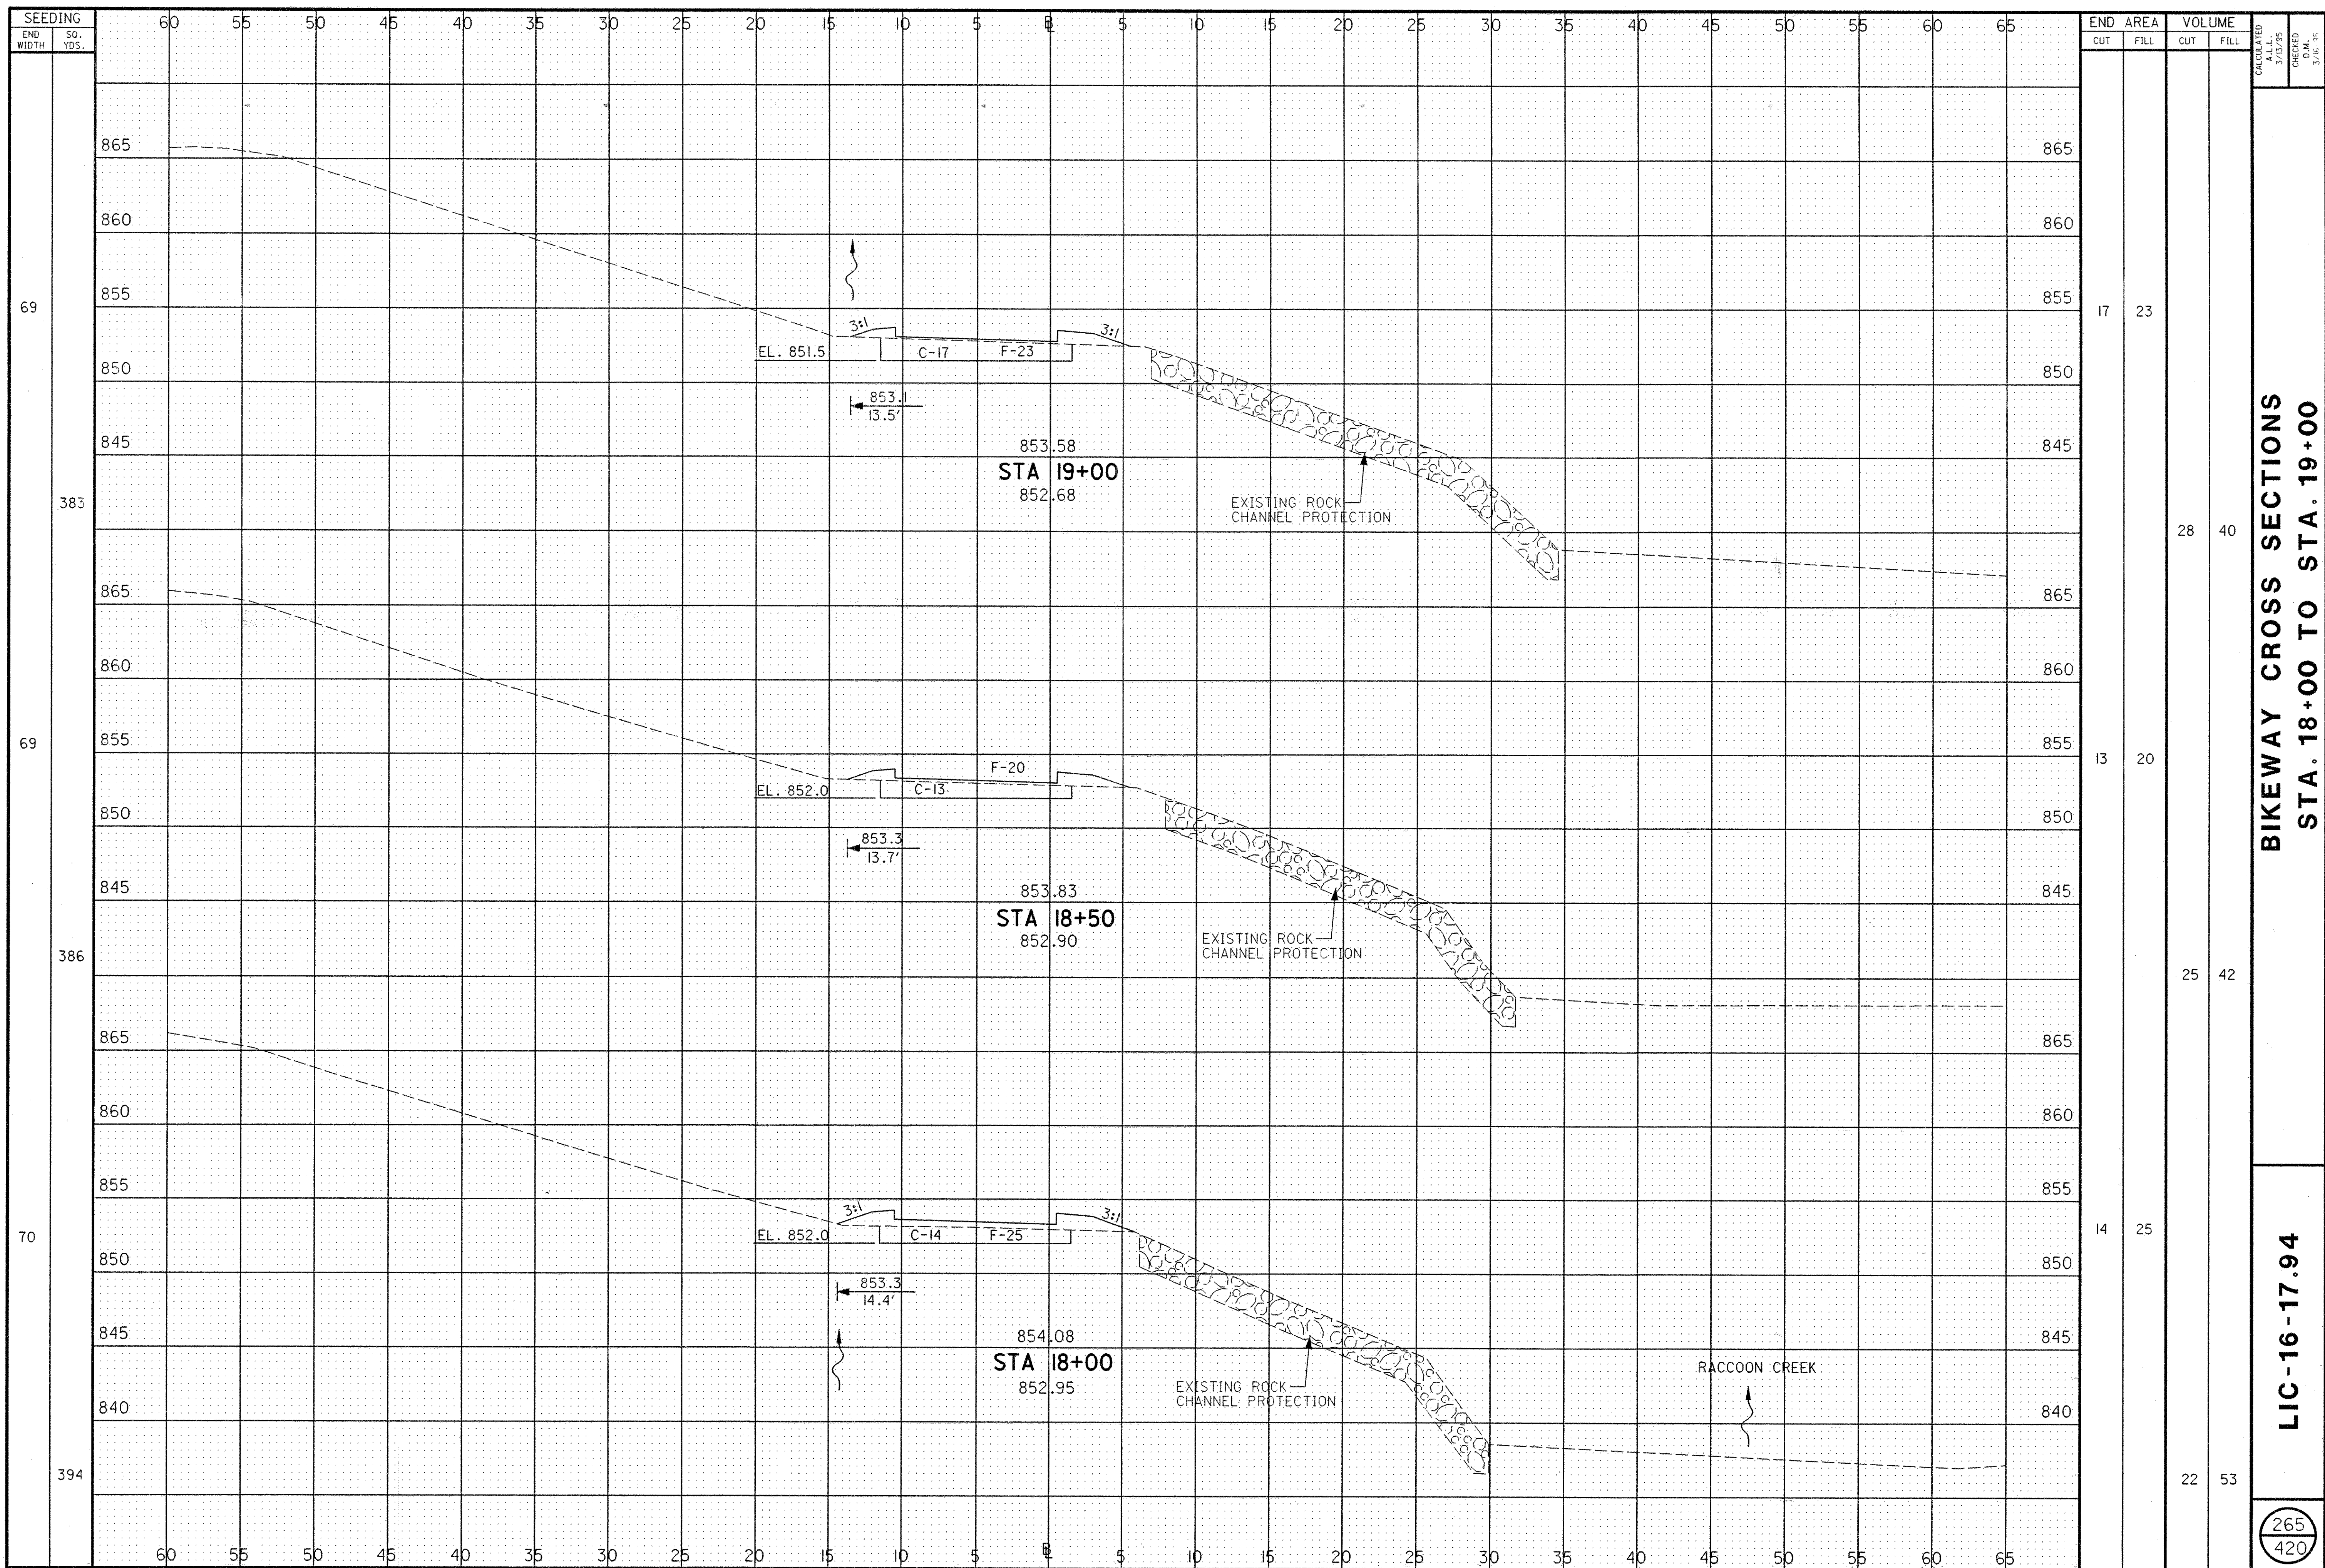 SEEDING
END WIDTH
SQ. YDS.
60 55 50 45 40 35 30 25 20 15 10 5 B 5 10 15 20 25 30 35 40 45 50 55 60 65
END AREA
VOLUME
CUT FILL CUT FILL
CALCULATED
A.L.L.
3/13/95
CHECKED
D.M.
865 865
860 860
855 855
69
17 23
3:1 3:1
EL. 851.5 C-17 F-23
850 850
853.1
13.5'
845 845
853.58
STA 19+00
852.68
EXISTING ROCK
CHANNEL PROTECTION
383
28 40
865 865
860 860
855 855
69
13 20
F-20
EL. 852.0 C-13
850 850
853.3
13.7'
845 845
853.83
STA 18+50
852.90
EXISTING ROCK
CHANNEL PROTECTION
386
25 42
865 865
860 860
855 855
3:1 3:1
70
EL. 852.0 C-14 F-25
14 25
850 850
853.3
14.4'
845 845
854.08
STA 18+00
852.95
EXISTING ROCK
CHANNEL PROTECTION
RACCOON CREEK
840 840
394
22 53
60 55 50 45 40 35 30 25 20 15 10 5 B 5 10 15 20 25 30 35 40 45 50 55 60 65
BIKEWAY CROSS SECTIONS
STA. 18+00 TO STA. 19+00
LIC-16-17.94
265
420